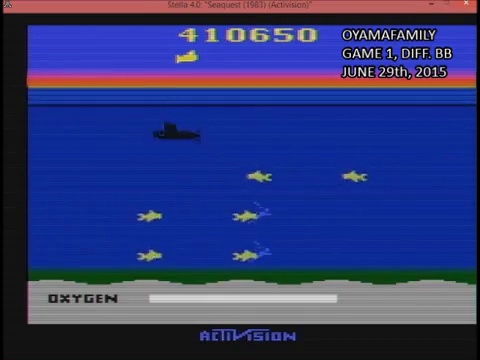 Stella 4.0: "Seaquest (1983) (Activision)"
410650
OYAMAFAMILY
GAME 1, DIFF. BB
JUNE 29th, 2015
OXYGEN
ACTIVISION